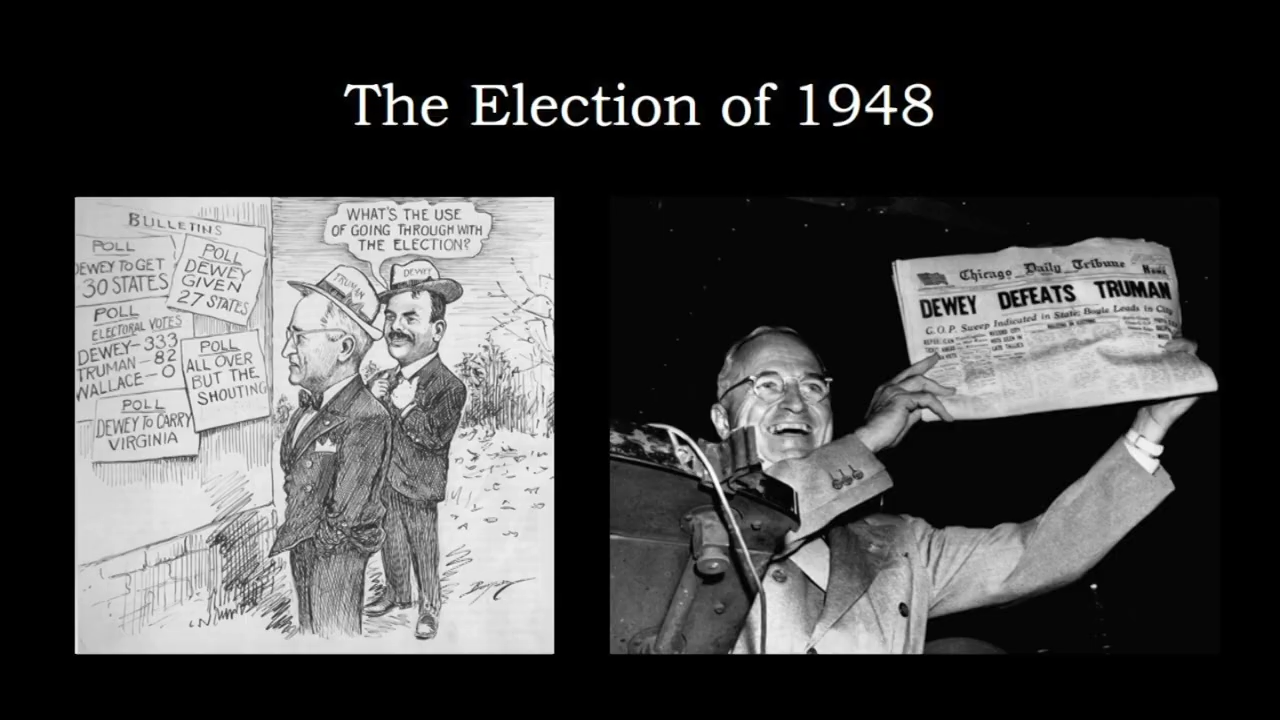 The Election of 1948
BULLETINS
POLL
DEWEY TO GET
30 STATES
POLL
DEWEY
GIVEN
27 STATES
POLL
ELECTORAL VOTES
DEWEY–333
TRUMAN–82
WALLACE–0
POLL
ALL OVER
BUT THE
SHOUTING
POLL
DEWEY TO CARRY
VIRGINIA
WHAT'S THE USE
OF GOING THROUGH WITH
THE ELECTION?
TRUMAN
DEWEY
Chicago Daily Tribune
HOME
DEWEY DEFEATS TRUMAN
G.O.P. Sweep Indicated in State; Boyle Leads in City